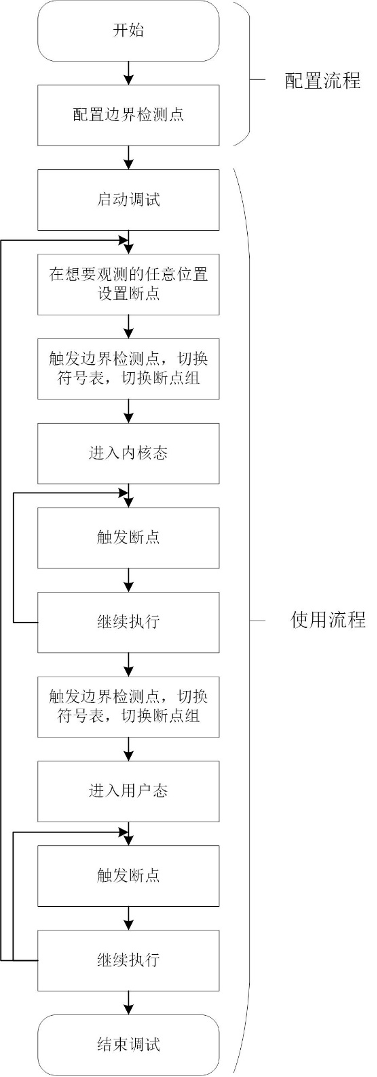 开始
配置边界检测点
配置流程
启动调试
在想要观测的任意位置
设置断点
触发边界检测点，切换
符号表，切换断点组
进入内核态
触发断点
继续执行
使用流程
触发边界检测点，切换
符号表，切换断点组
进入用户态
触发断点
继续执行
结束调试